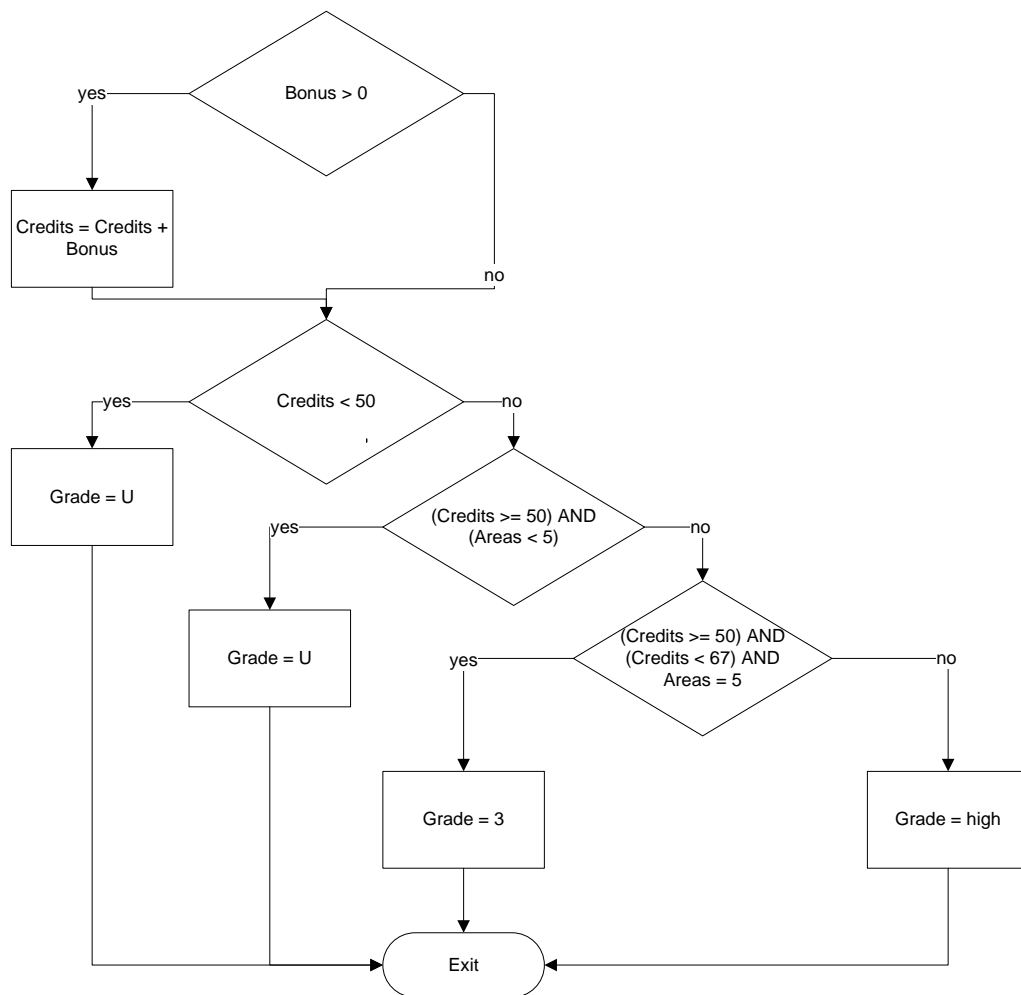 Bonus > 0
yes
Credits = Credits +
Bonus
no
Credits < 50
yes
no
Grade = U
(Credits >= 50) AND
(Areas < 5)
yes
no
Grade = U
(Credits >= 50) AND
(Credits < 67) AND
Areas = 5
yes
no
Grade = 3
Grade = high
Exit